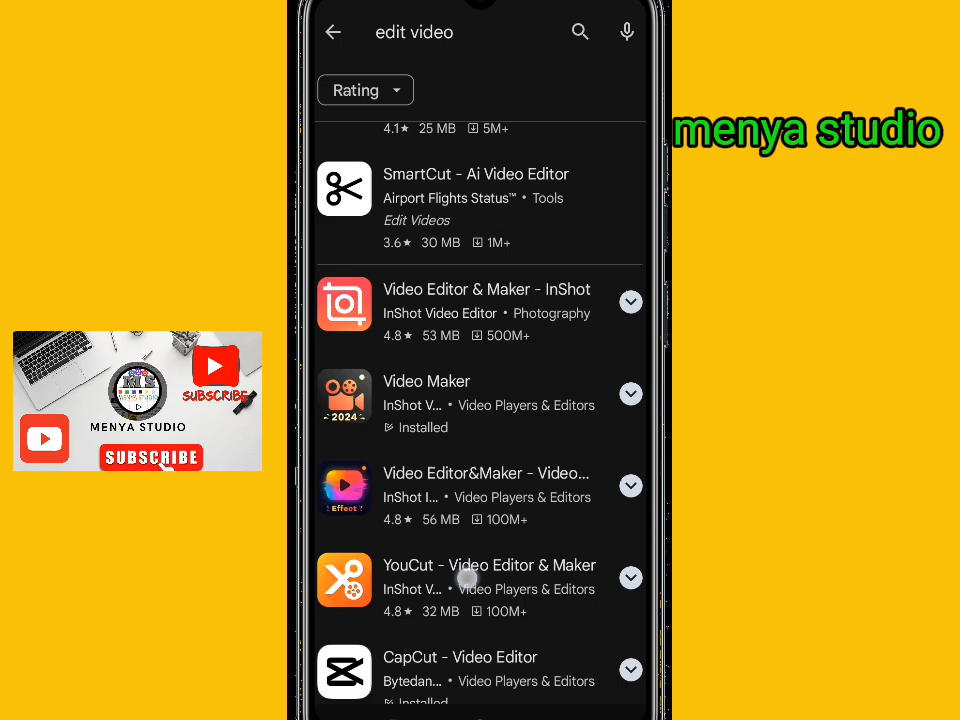 edit video
Rating
4.1★ 25 MB 5M+
SmartCut - Ai Video Editor
Airport Flights Status™ • Tools
Edit Videos
3.6★ 30 MB 1M+
Video Editor & Maker - InShot
InShot Video Editor • Photography
4.8★ 53 MB 500M+
Video Maker
InShot V... • Video Players & Editors
Installed
2024
Video Editor&Maker - Video...
InShot I... • Video Players & Editors
4.8★ 56 MB 100M+
Effect
YouCut - Video Editor & Maker
InShot V... • Video Players & Editors
4.8★ 32 MB 100M+
CapCut - Video Editor
Bytedan... • Video Players & Editors
Installed
menya studio
MS
MENYA STUDIO
SUBSCRIBE
MENYA STUDIO
SUBSCRIBE